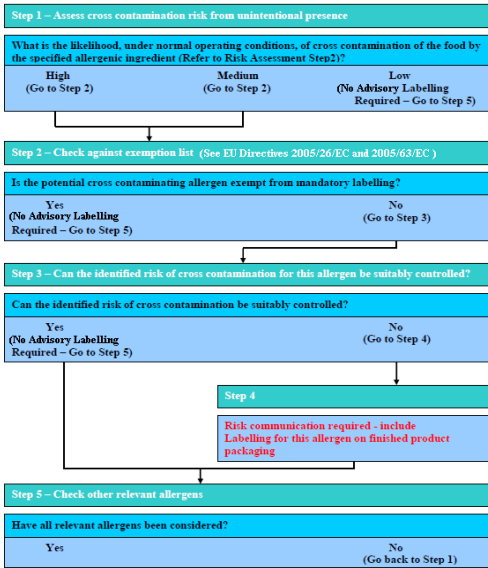 Step 1 – Assess cross contamination risk from unintentional presence
What is the likelihood, under normal operating conditions, of cross contamination of the food by
the specified allergenic ingredient (Refer to Risk Assessment Step2)?
High
(Go to Step 2)
Medium
(Go to Step 2)
Low
(No Advisory Labelling
Required – Go to Step 5)
Step 2 – Check against exemption list (See EU Directives 2005/26/EC and 2005/63/EC )
Is the potential cross contaminating allergen exempt from mandatory labelling?
Yes
(No Advisory Labelling
Required – Go to Step 5)
No
(Go to Step 3)
Step 3 – Can the identified risk of cross contamination for this allergen be suitably controlled?
Can the identified risk of cross contamination be suitably controlled?
Yes
(No Advisory Labelling
Required – Go to Step 5)
No
(Go to Step 4)
Step 4
Risk communication required - include
Labelling for this allergen on finished product
packaging
Step 5 – Check other relevant allergens
Have all relevant allergens been considered?
Yes
No
(Go back to Step 1)